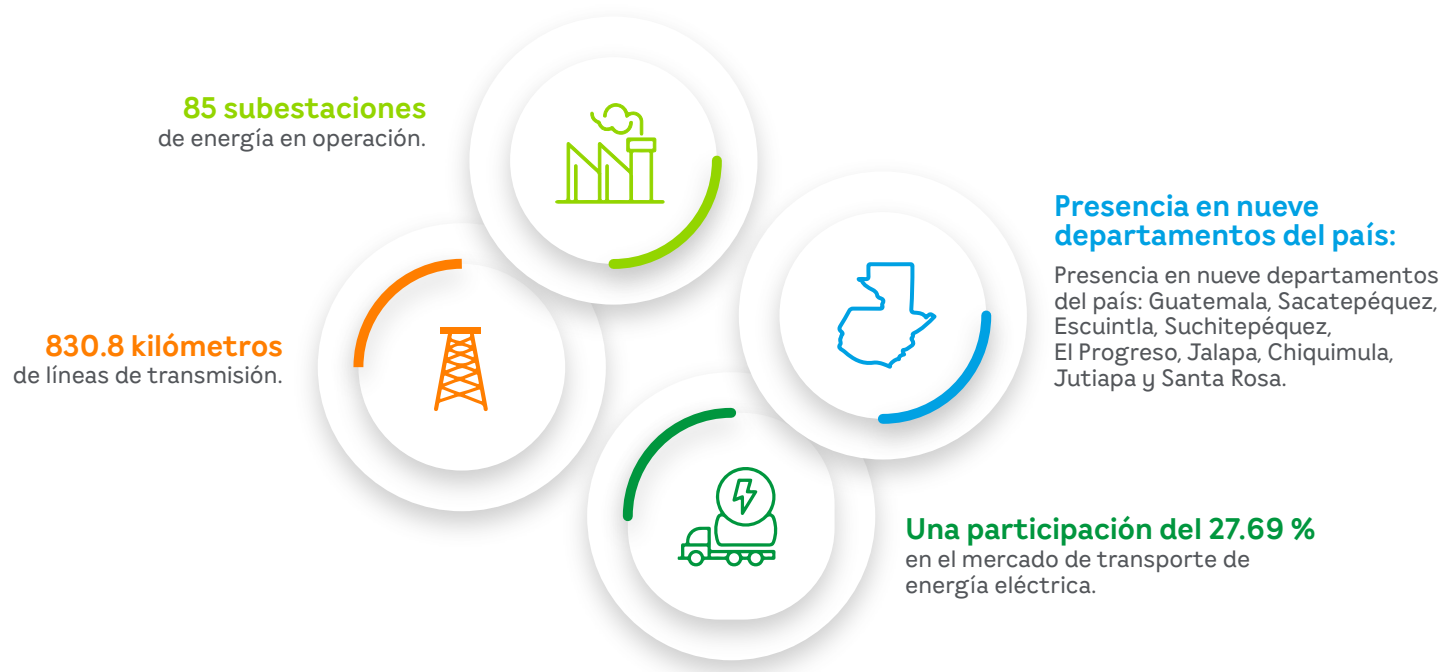 85 subestaciones
de energía en operación.
830.8 kilómetros
de líneas de transmisión.
Presencia en nueve
departamentos del país:
Presencia en nueve departamentos
del país: Guatemala, Sacatepéquez,
Escuintla, Suchitepéquez,
El Progreso, Jalapa, Chiquimula,
Jutiapa y Santa Rosa.
Una participación del 27.69 %
en el mercado de transporte de
energía eléctrica.